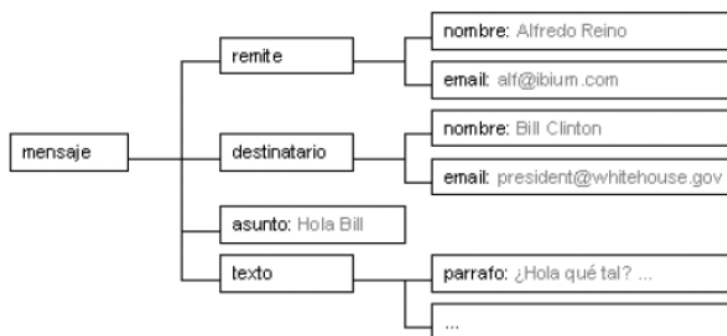 nombre: Alfredo Reino
remite
email: alf@ibium.com
nombre: Bill Clinton
mensaje
destinatario
email: president@whitehouse.gov
asunto: Hola Bill
texto
parrafo: ¿Hola qué tal? ...
...